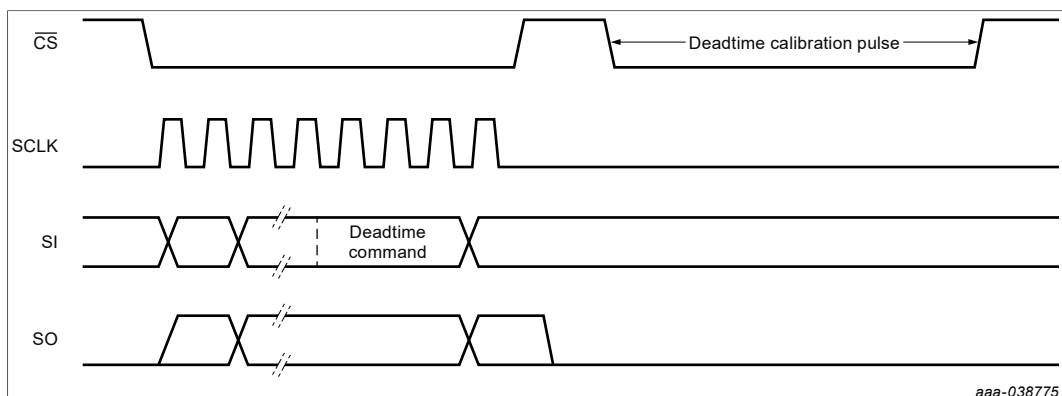 CS
Deadtime calibration pulse
SCLK
SI
Deadtime
command
SO
aaa-038775